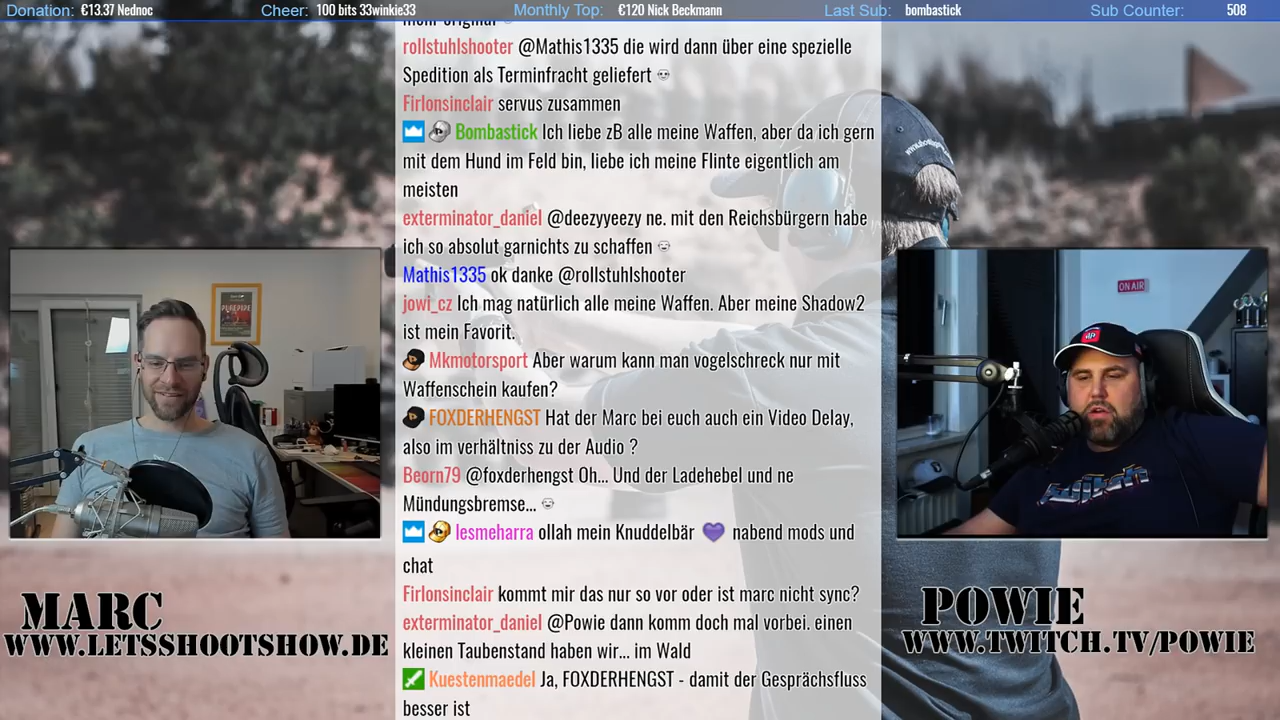 Donation: €13.37 Nednoc Cheer: 100 bits 33winkie33 Monthly Top: €120 Nick Beckmann Last Sub: bombastick Sub Counter: 508
mein original
rollstuhlshooter @Mathis1335 die wird dann über eine spezielle
Spedition als Terminfracht geliefert
Firlonsinclair servus zusammen
Bombastick Ich liebe zB alle meine Waffen, aber da ich gern
mit dem Hund im Feld bin, liebe ich meine Flinte eigentlich am
meisten
exterminator_daniel @deezyyeezy ne. mit den Reichsbürgern habe
ich so absolut garnichts zu schaffen
Mathis1335 ok danke @rollstuhlshooter
jowi_cz Ich mag natürlich alle meine Waffen. Aber meine Shadow2
ist mein Favorit.
Mkmotorsport Aber warum kann man vogelschreck nur mit
Waffenschein kaufen?
FOXDERHENGST Hat der Marc bei euch auch ein Video Delay,
also im verhältniss zu der Audio ?
Beorn79 @foxderhengst Oh... Und der Ladehebel und ne
Mündungsbremse...
lesmeharra ollah mein Knuddelbär 💜 nabend mods und
chat
Firlonsinclair kommt mir das nur so vor oder ist marc nicht sync?
exterminator_daniel @Powie dann komm doch mal vorbei. einen
kleinen Taubenstand haben wir... im Wald
Kuestenmaedel Ja, FOXDERHENGST - damit der Gesprächsfluss
besser ist
MARC
WWW.LETSSHOOTSHOW.DE
ON AIR
POWIE
WWW.TWITCH.TV/POWIE